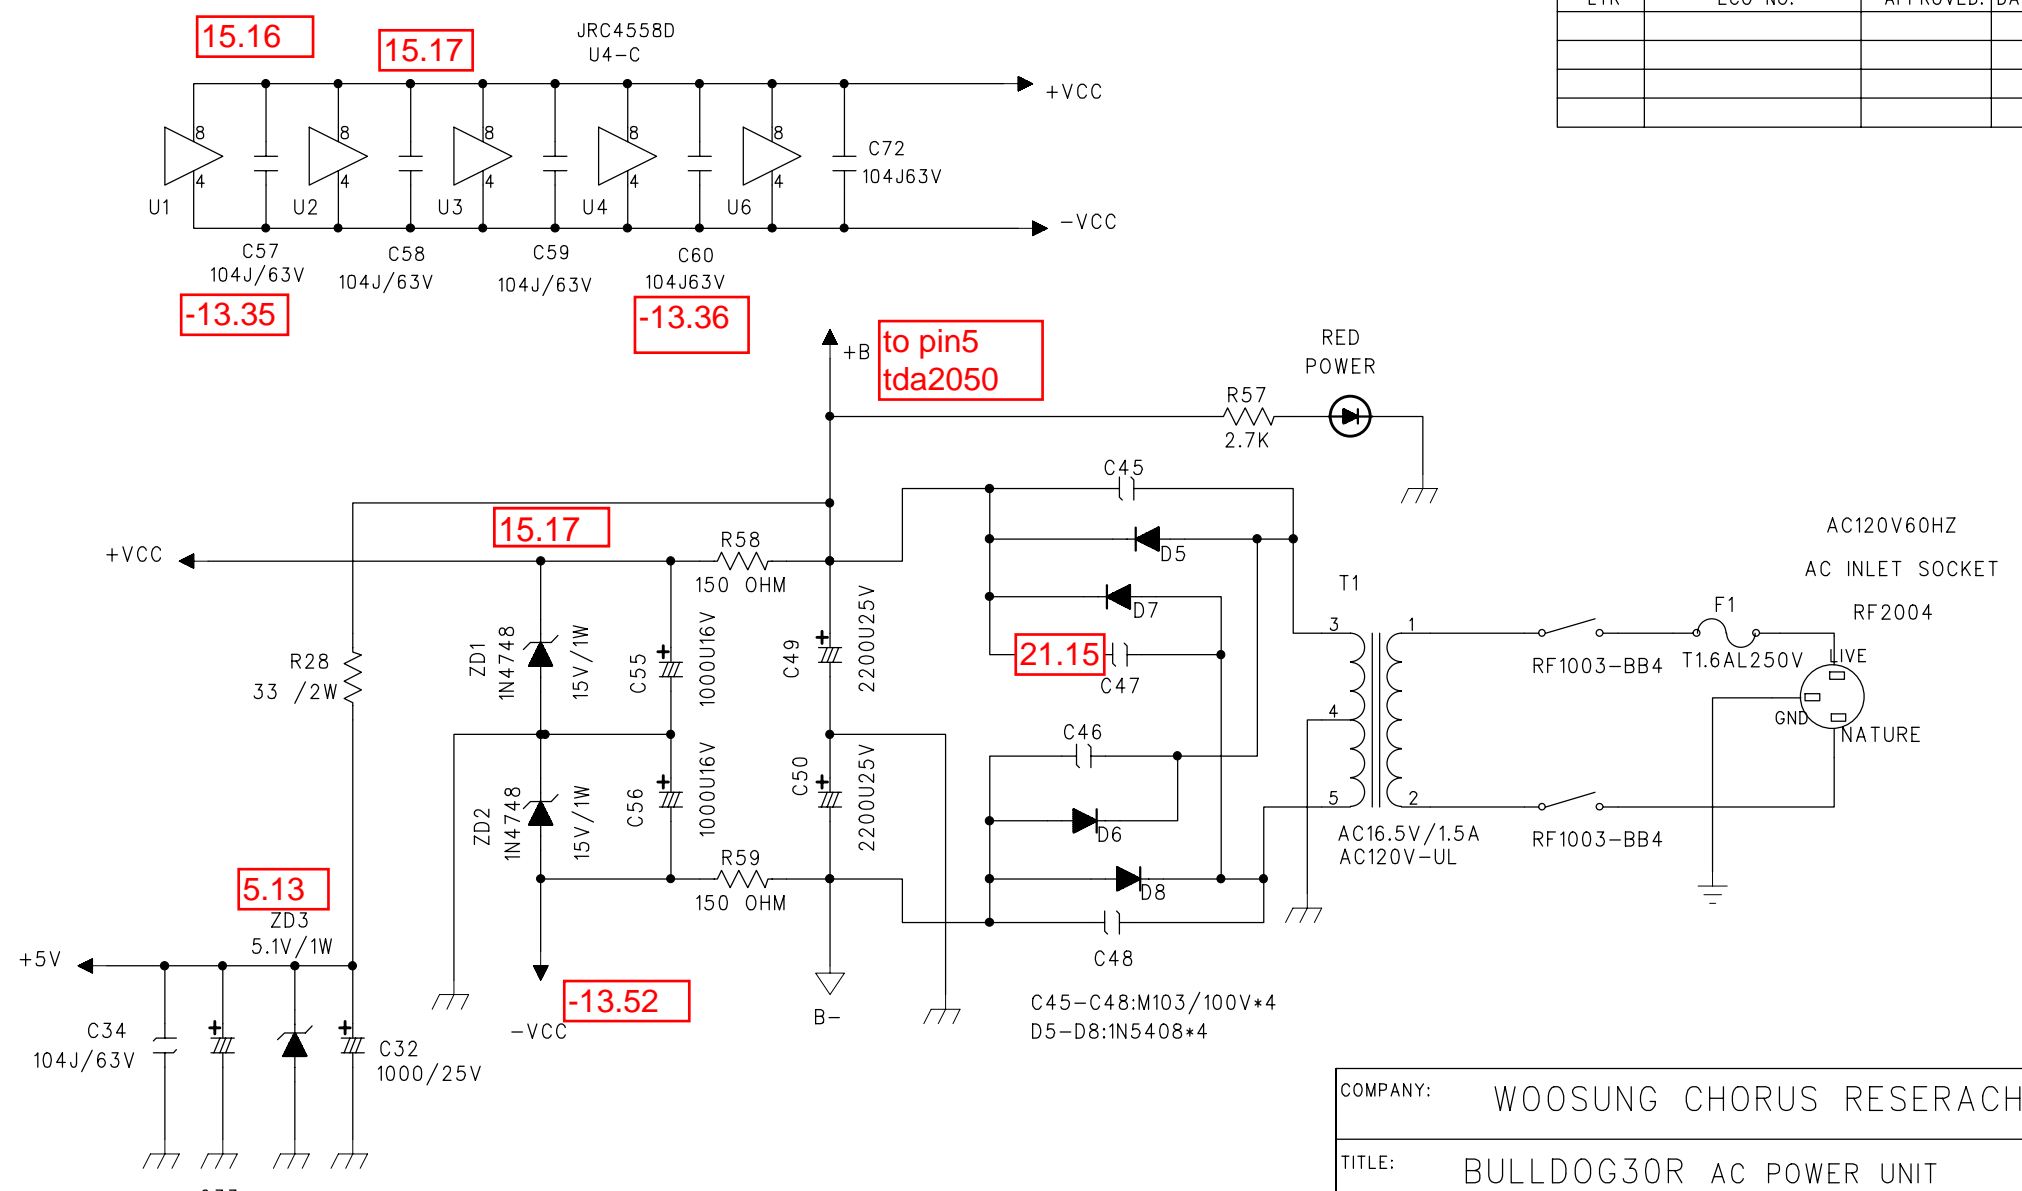 LTR ECO NO: APPROVED: DA
15.16
15.17
JRC4558D
U4-C
+VCC
8 8 8 8 8
C72
104J63V
4 4 4 4 4
U1 U2 U3 U4 U6
-VCC
C57
104J/63V
C58
104J/63V
C59
104J/63V
C60
104J63V
-13.35
-13.36
+B
to pin5
tda2050
RED
POWER
R57
2.7K
C45
15.17
+VCC
R58
150 OHM
D5
D7
AC120V60HZ
AC INLET SOCKET
RF2004
T1
F1
T1.6AL250V
LIVE
3 1
RF1003-BB4
ZD1
1N4748
15V/1W
C55
1000U16V
C49
2200U25V
21.15
C47
R28
33 /2W
4
GND
NATURE
C46
ZD2
1N4748
15V/1W
C56
1000U16V
C50
2200U25V
5 2
D6
AC16.5V/1.5A
AC120V-UL
RF1003-BB4
R59
150 OHM
D8
5.13
ZD3
5.1V/1W
+5V
C48
-13.52
-VCC
B-
C45-C48:M103/100V*4
D5-D8:1N5408*4
C34
104J/63V
C32
1000/25V
COMPANY: WOOSUNG CHORUS RESERACH
TITLE: BULLDOG30R AC POWER UNIT